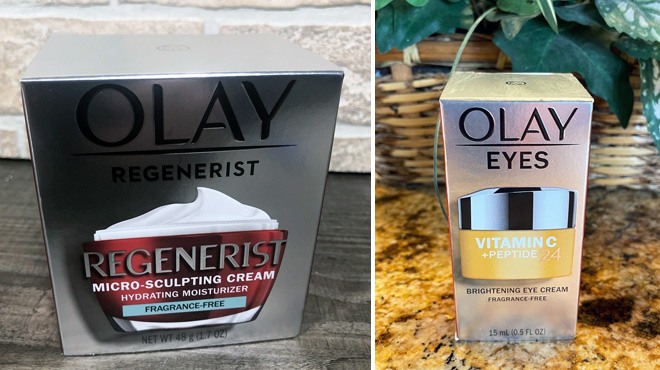 OLAY
REGENERIST
REGENERIST
MICRO-SCULPTING CREAM
HYDRATING MOISTURIZER
FRAGRANCE-FREE
NET WT 48 g (1.7 OZ)
OLAY
EYES
VITAMIN C
+PEPTIDE 24
BRIGHTENING EYE CREAM
FRAGRANCE-FREE
15 mL (0.5 FL OZ)